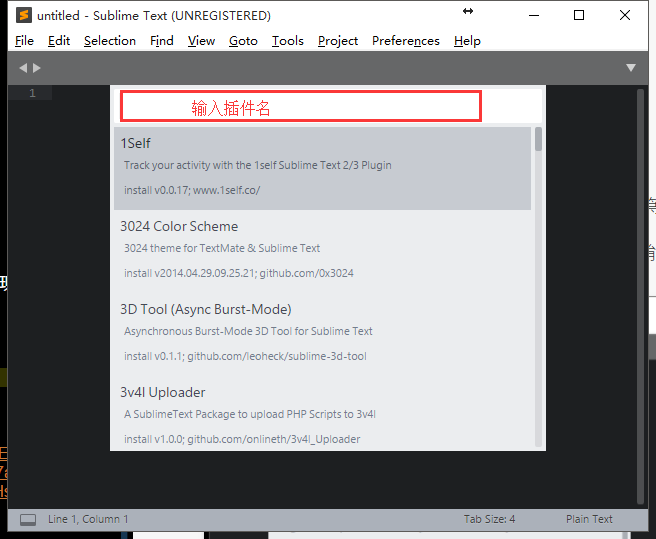 untitled - Sublime Text (UNREGISTERED)
File Edit Selection Find View Goto Tools Project Preferences Help
1
输入插件名
1Self
Track your activity with the 1self Sublime Text 2/3 Plugin
install v0.0.17; www.1self.co/
3024 Color Scheme
3024 theme for TextMate & Sublime Text
install v2014.04.29.09.25.21; github.com/0x3024
3D Tool (Async Burst-Mode)
Asynchronous Burst-Mode 3D Tool for Sublime Text
install v0.1.1; github.com/leoheck/sublime-3d-tool
3v4l Uploader
A SublimeText Package to upload PHP Scripts to 3v4l
install v1.0.0; github.com/onlineth/3v4l_Uploader
Line 1, Column 1 Tab Size: 4 Plain Text